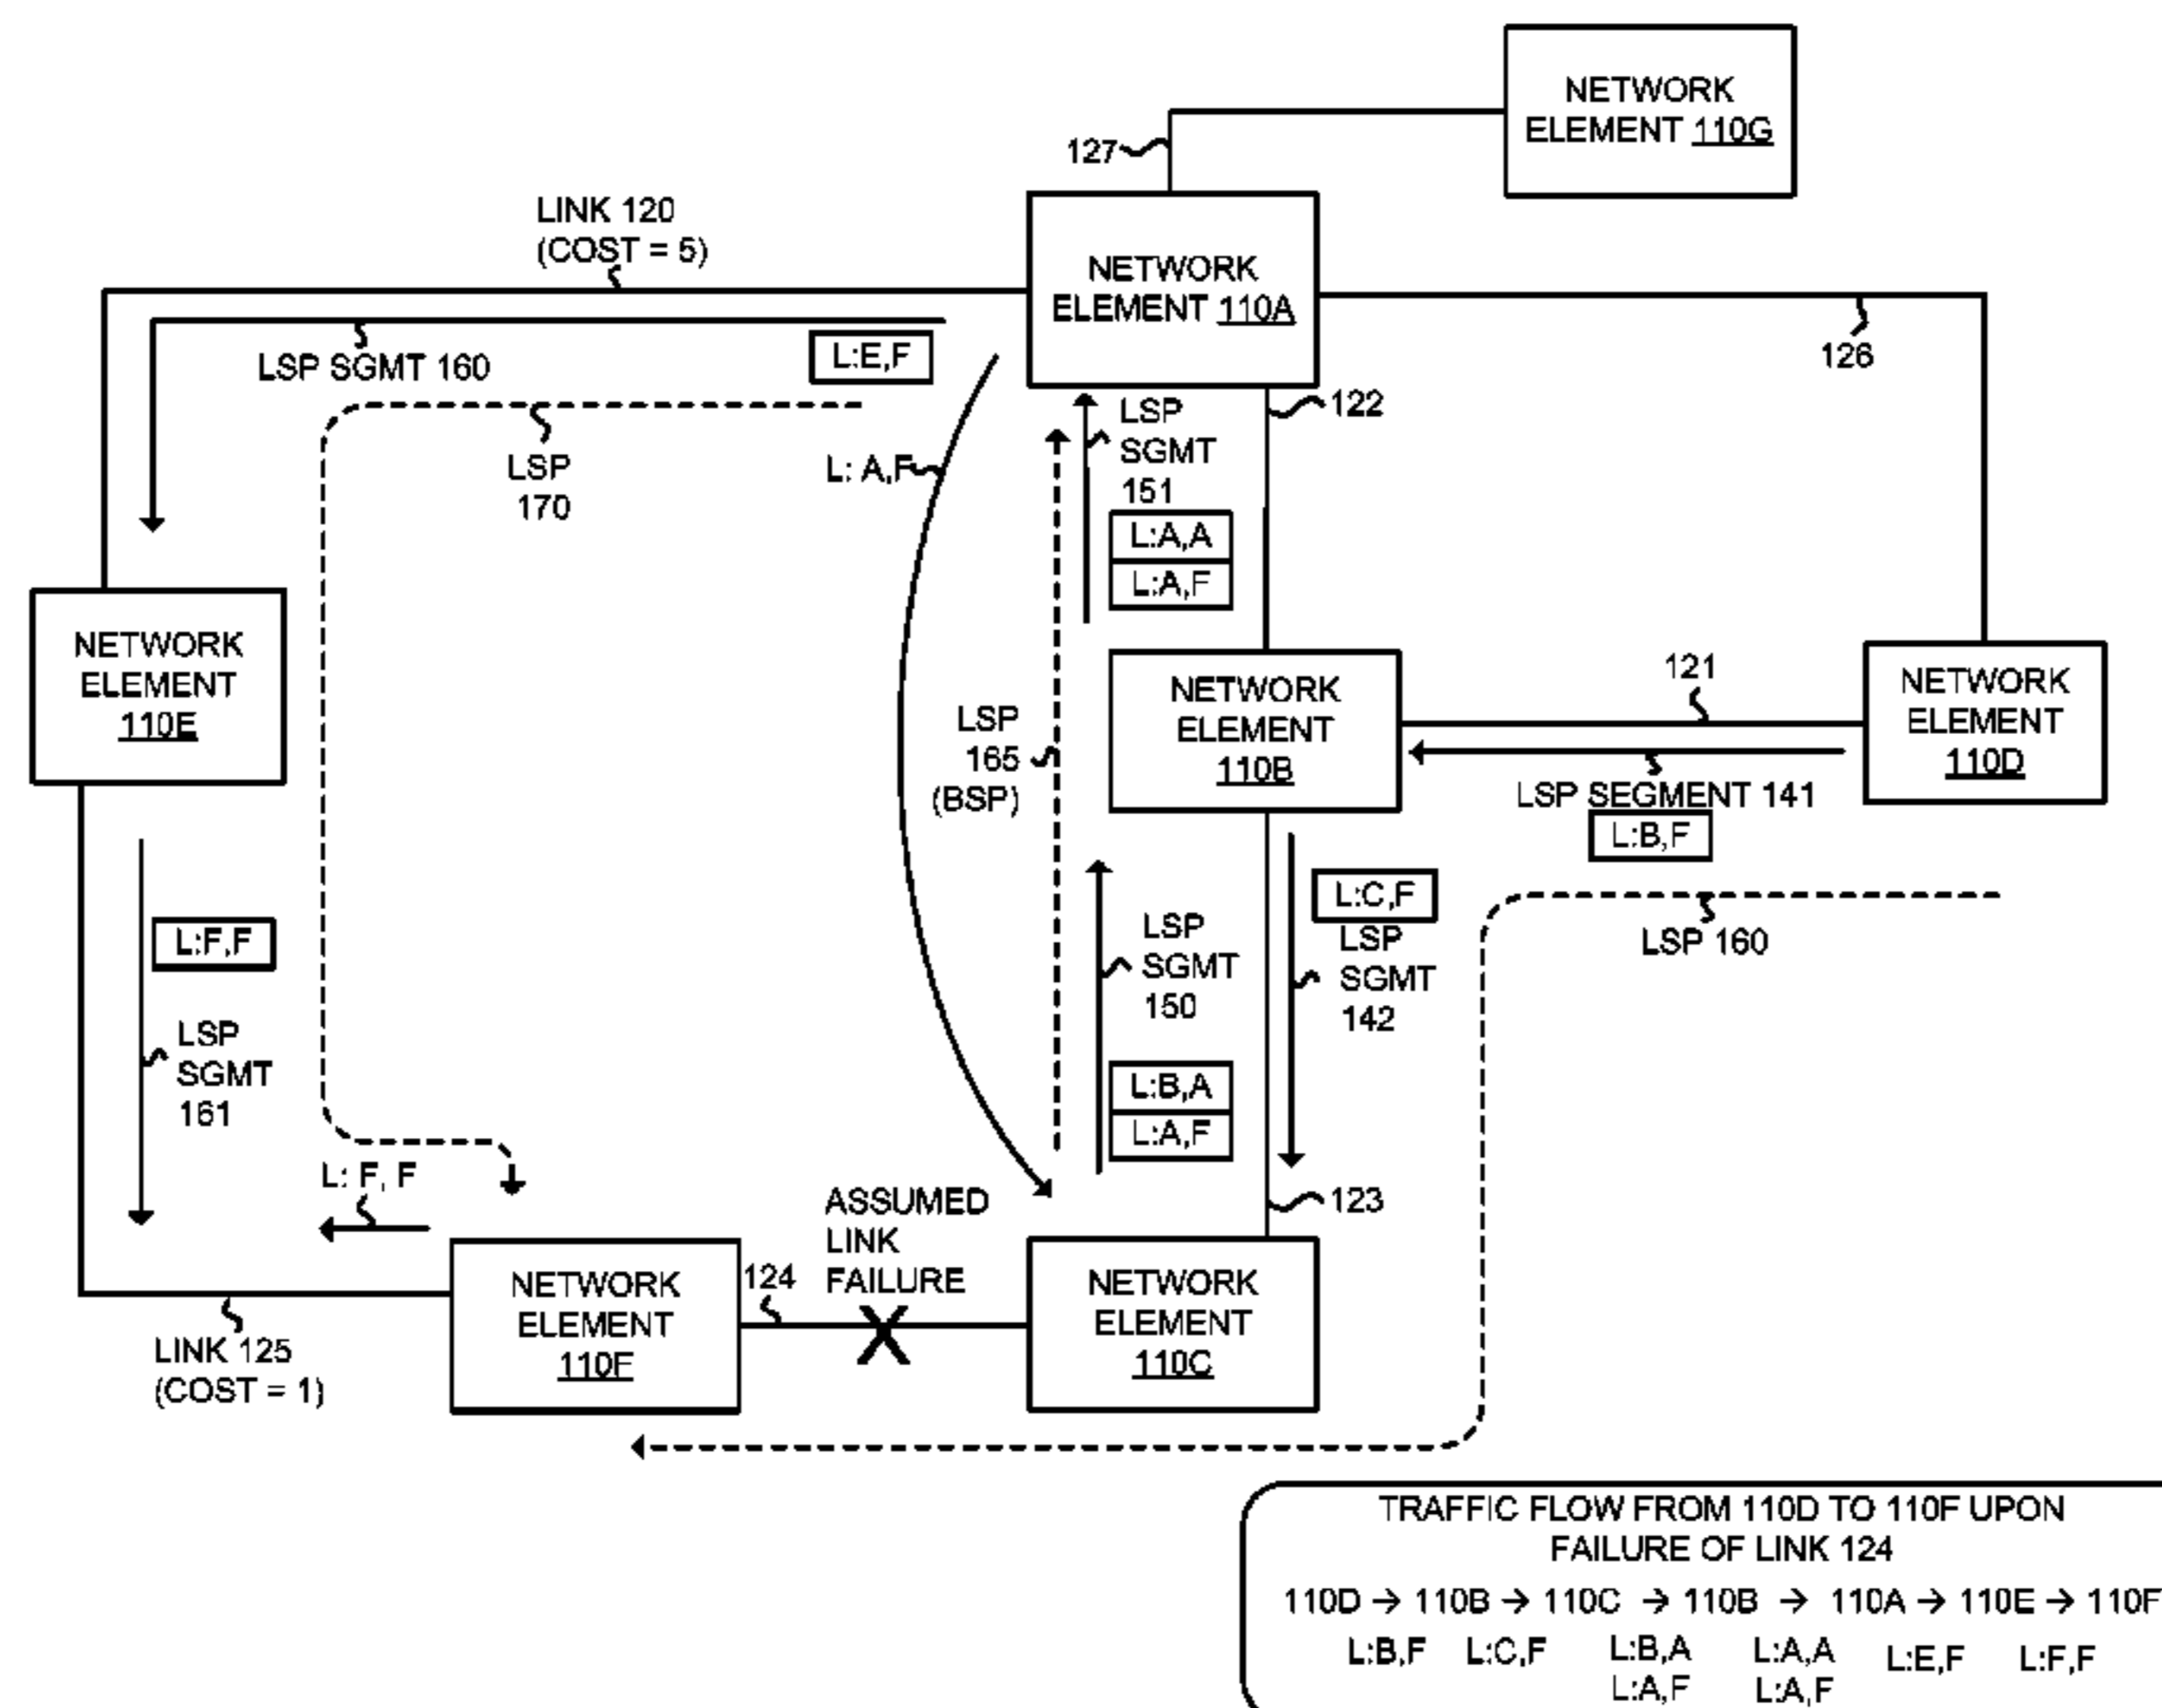 NETWORK
ELEMENT 110G
127
LINK 120
(COST = 5)
NETWORK
ELEMENT 110A
126
LSP SGMT 160
L:E,F
122
LSP
170
L: A,F
LSP
SGMT
151
L:A,A
L:A,F
NETWORK
ELEMENT
110E
LSP
165
(BSP)
NETWORK
ELEMENT
110B
121
NETWORK
ELEMENT
110D
LSP SEGMENT 141
L:B,F
L:F,F
LSP
SGMT
161
LSP
SGMT
150
L:B,A
L:A,F
L:C,F
LSP
SGMT
142
LSP 160
L: F, F
ASSUMED
LINK
FAILURE
123
124
NETWORK
ELEMENT
110F
NETWORK
ELEMENT
110C
LINK 125
(COST = 1)
TRAFFIC FLOW FROM 110D TO 110F UPON
FAILURE OF LINK 124
110D → 110B → 110C → 110B → 110A → 110E → 110F
L:B,F L:C,F L:B,A L:A,A L:E,F L:F,F
L:A,F L:A,F